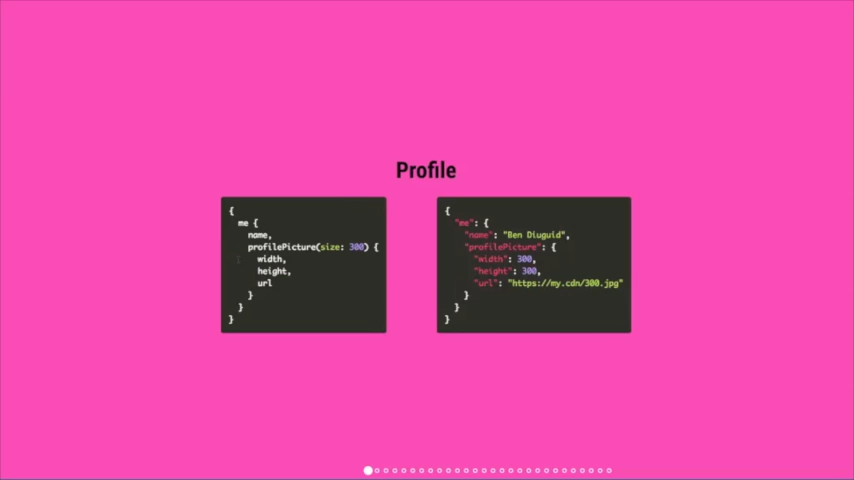 Profile
{
me {
name,
profilePicture(size: 300) {
width,
height,
url
}
}
}
{
"me": {
"name": "Ben Diuguid",
"profilePicture": {
"width": 300,
"height": 300,
"url": "https://my.cdn/300.jpg"
}
}
}